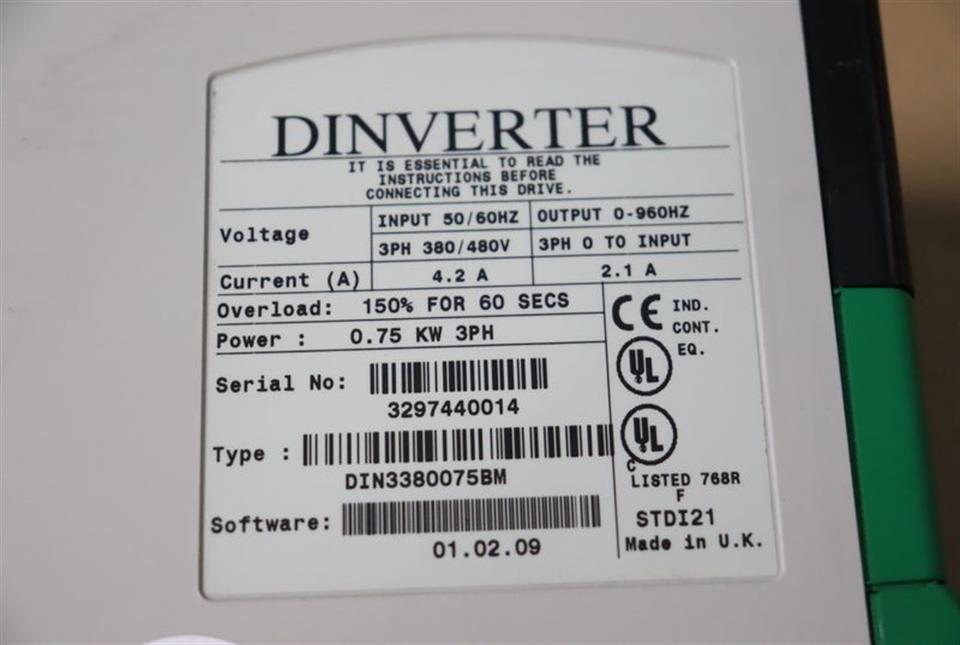 DINVERTER
IT IS ESSENTIAL TO READ THE
INSTRUCTIONS BEFORE
CONNECTING THIS DRIVE.
Voltage
INPUT 50/60HZ OUTPUT 0-960HZ
3PH 380/480V 3PH 0 TO INPUT
Current (A) 4.2 A 2.1 A
Overload: 150% FOR 60 SECS
Power : 0.75 KW 3PH
CE IND.
CONT.
EQ.
UL
Serial No:
3297440014
Type :
DIN3380075BM
C UL
LISTED 768R
F
Software:
01.02.09
STDI21
Made in U.K.